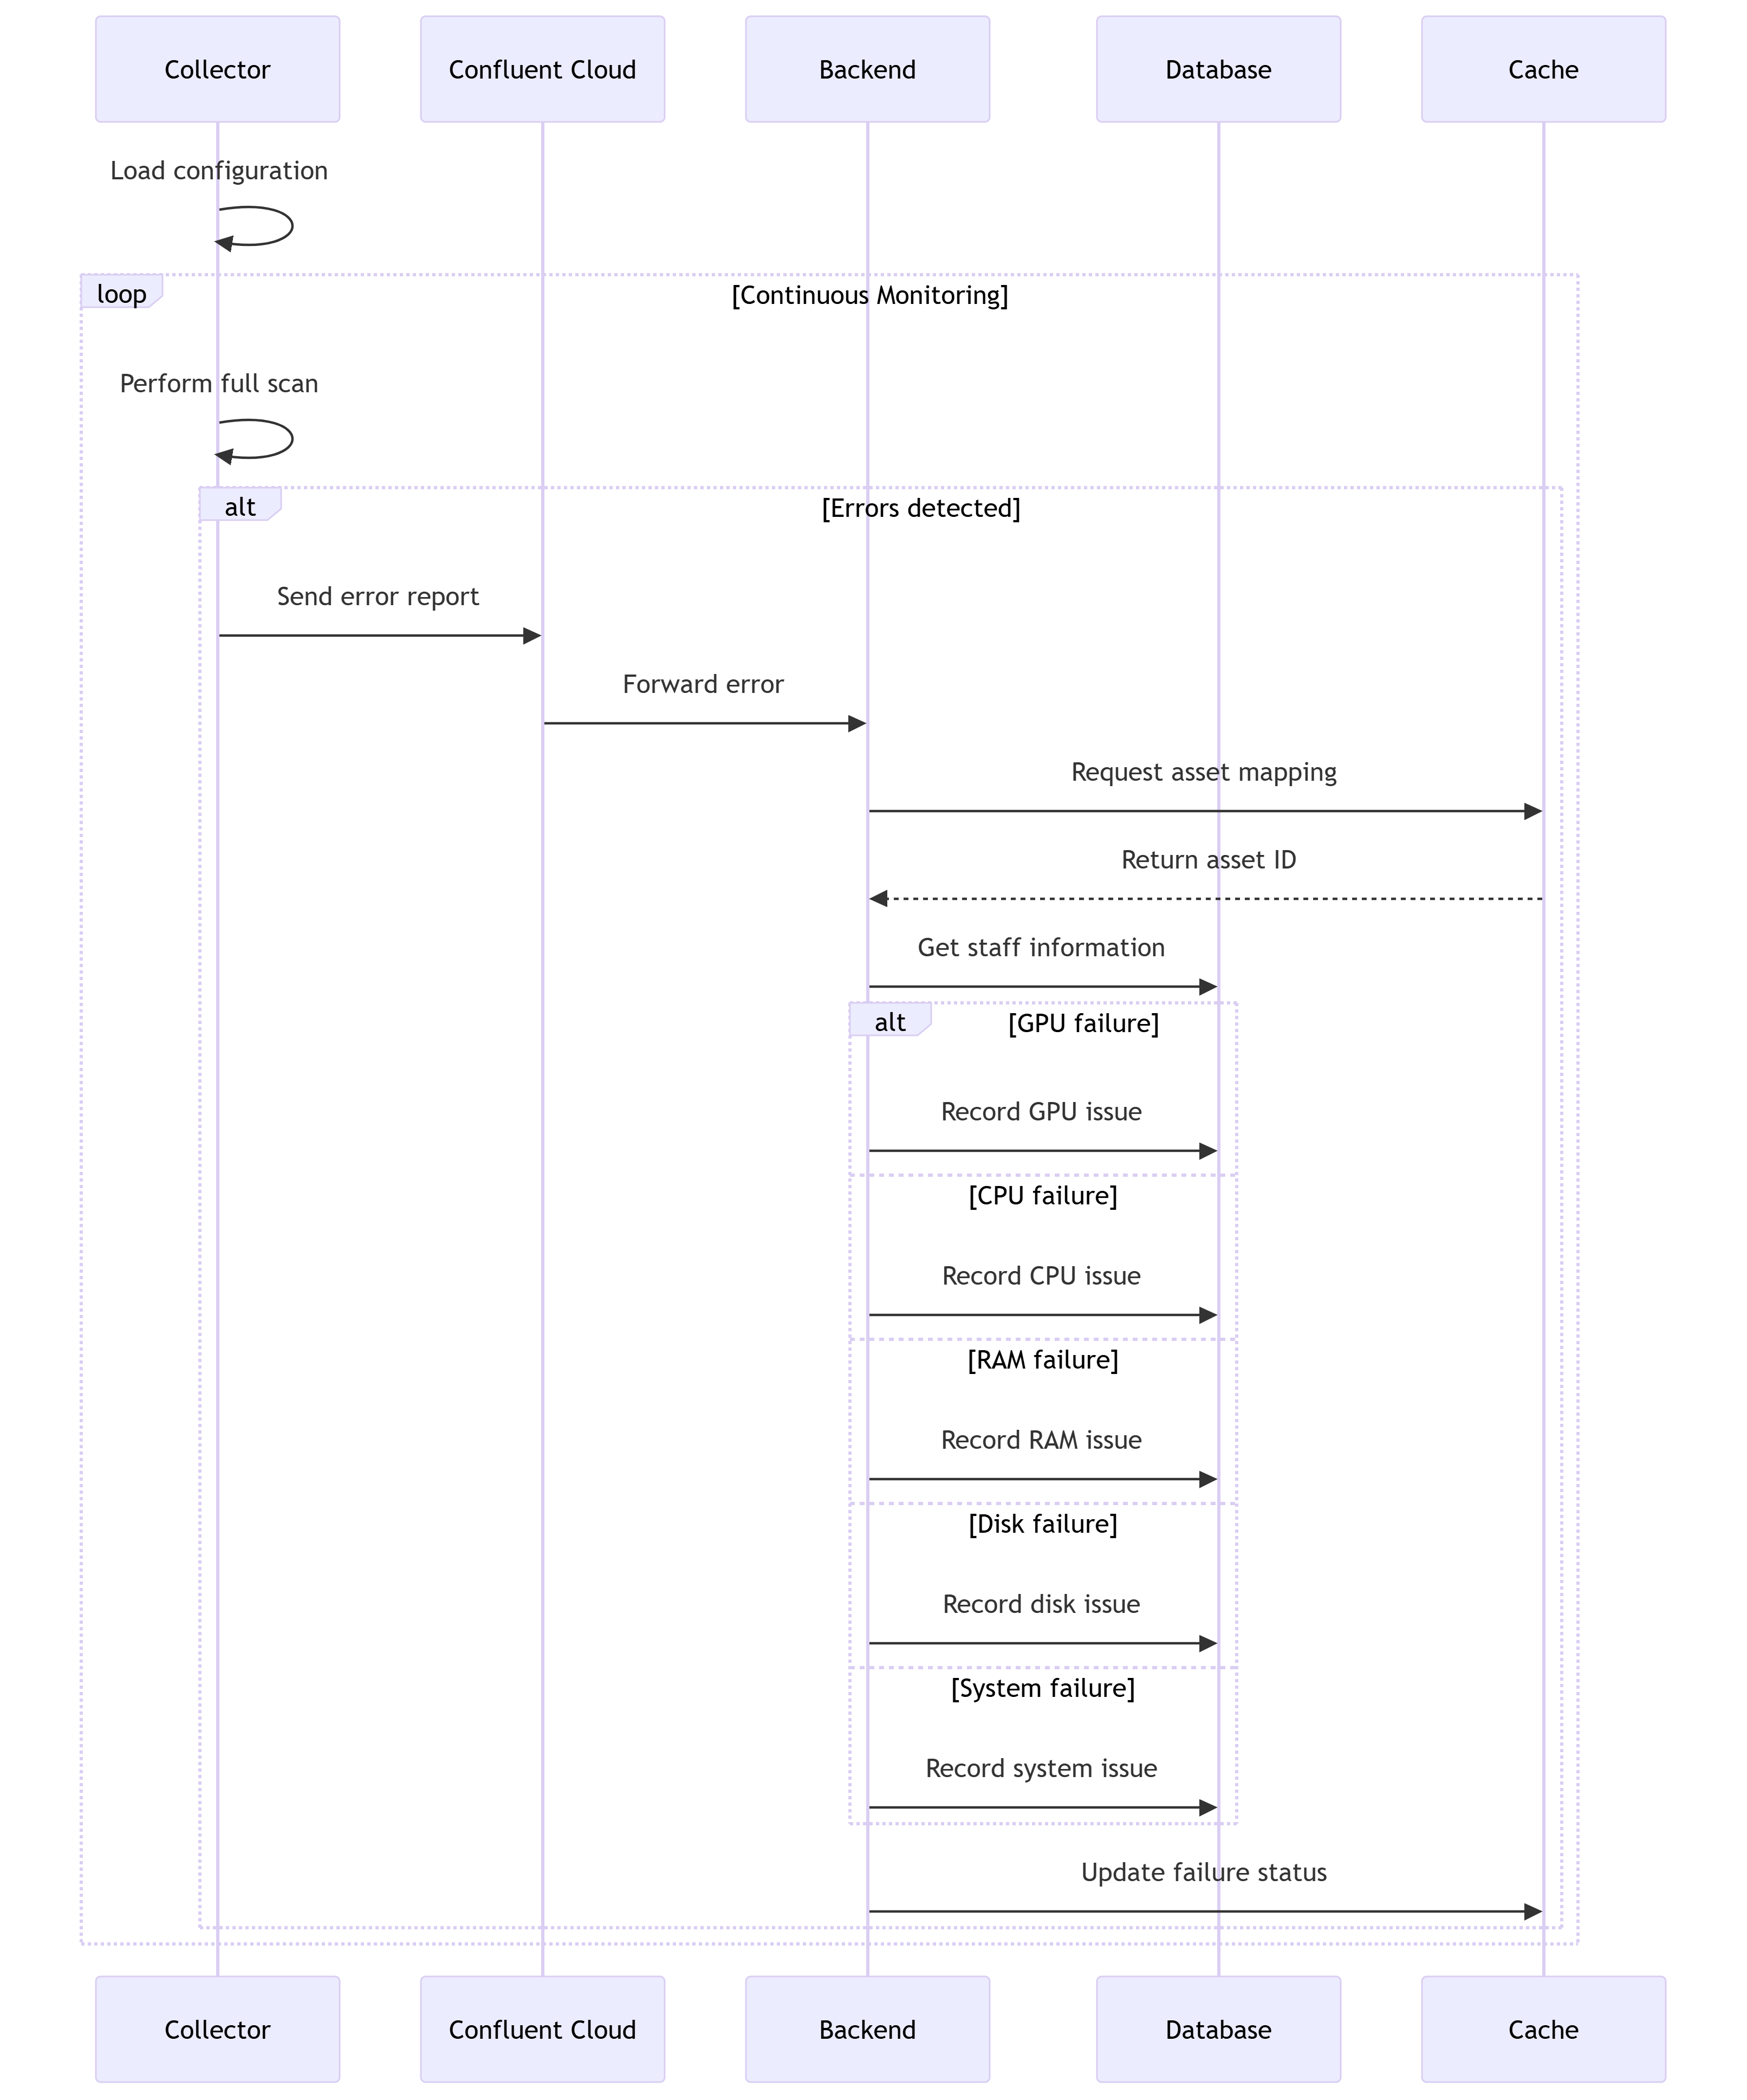 Collector
Confluent Cloud
Backend
Database
Cache
Load configuration
loop
[Continuous Monitoring]
Perform full scan
alt
[Errors detected]
Send error report
Forward error
Request asset mapping
Return asset ID
Get staff information
alt
[GPU failure]
Record GPU issue
[CPU failure]
Record CPU issue
[RAM failure]
Record RAM issue
[Disk failure]
Record disk issue
[System failure]
Record system issue
Update failure status
Collector
Confluent Cloud
Backend
Database
Cache